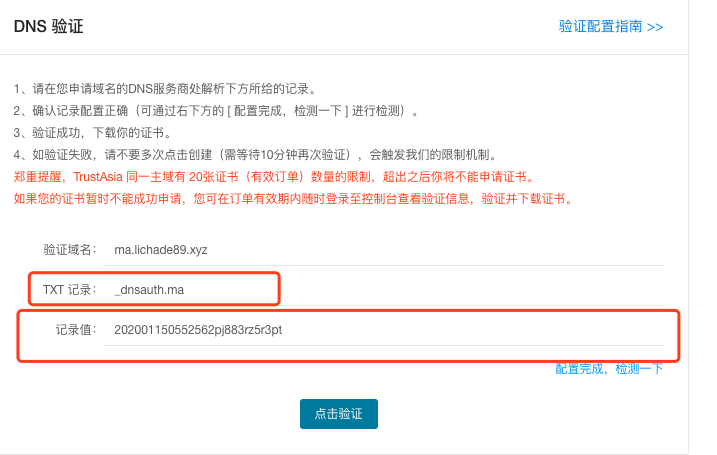 DNS 验证
验证配置指南 >>
1、请在您申请域名的DNS服务商处解析下方所给的记录。
2、确认记录配置正确（可通过右下方的 [ 配置完成，检测一下 ] 进行检测）。
3、验证成功，下载你的证书。
4、如验证失败，请不要多次点击创建（需等待10分钟再次验证），会触发我们的限制机制。
郑重提醒，TrustAsia 同一主域有 20张证书（有效订单）数量的限制，超出之后你将不能申请证书。
如果您的证书暂时不能成功申请，您可在订单有效期内随时登录至控制台查看验证信息，验证并下载证书。
验证域名： ma.lichade89.xyz
TXT 记录： _dnsauth.ma
记录值： 202001150552562pj883rz5r3pt
配置完成，检测一下
点击验证